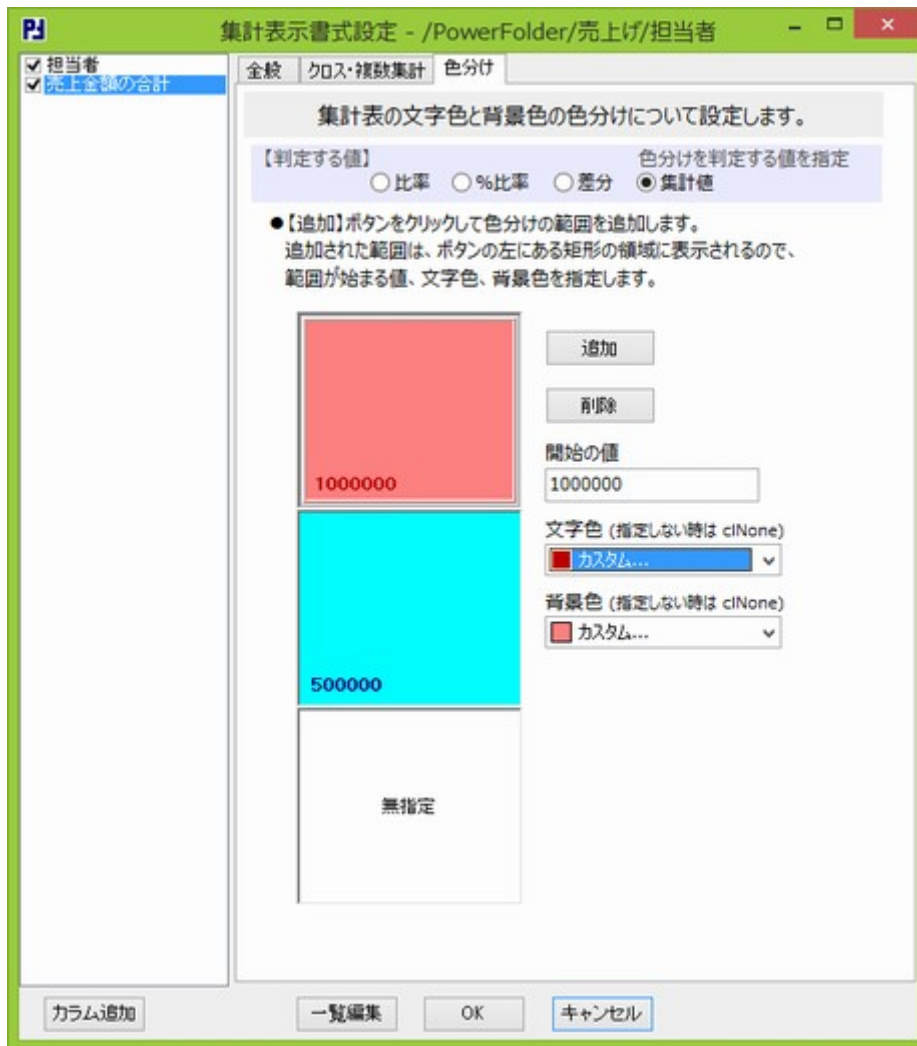 集計表示書式設定 - /PowerFolder/売上げ/担当者
担当者
売上金額の合計
全般 クロス・複数集計 色分け
集計表の文字色と背景色の色分けについて設定します。
【判定する値】 色分けを判定する値を指定
比率 %比率 差分 集計値
●【追加】ボタンをクリックして色分けの範囲を追加します。
追加された範囲は、ボタンの左にある矩形の領域に表示されるので、
範囲が始まる値、文字色、背景色を指定します。
追加
削除
開始の値
1000000
1000000
文字色 (指定しない時は clNone)
カスタム...
背景色 (指定しない時は clNone)
カスタム...
500000
無指定
カラム追加 一覧編集 OK キャンセル